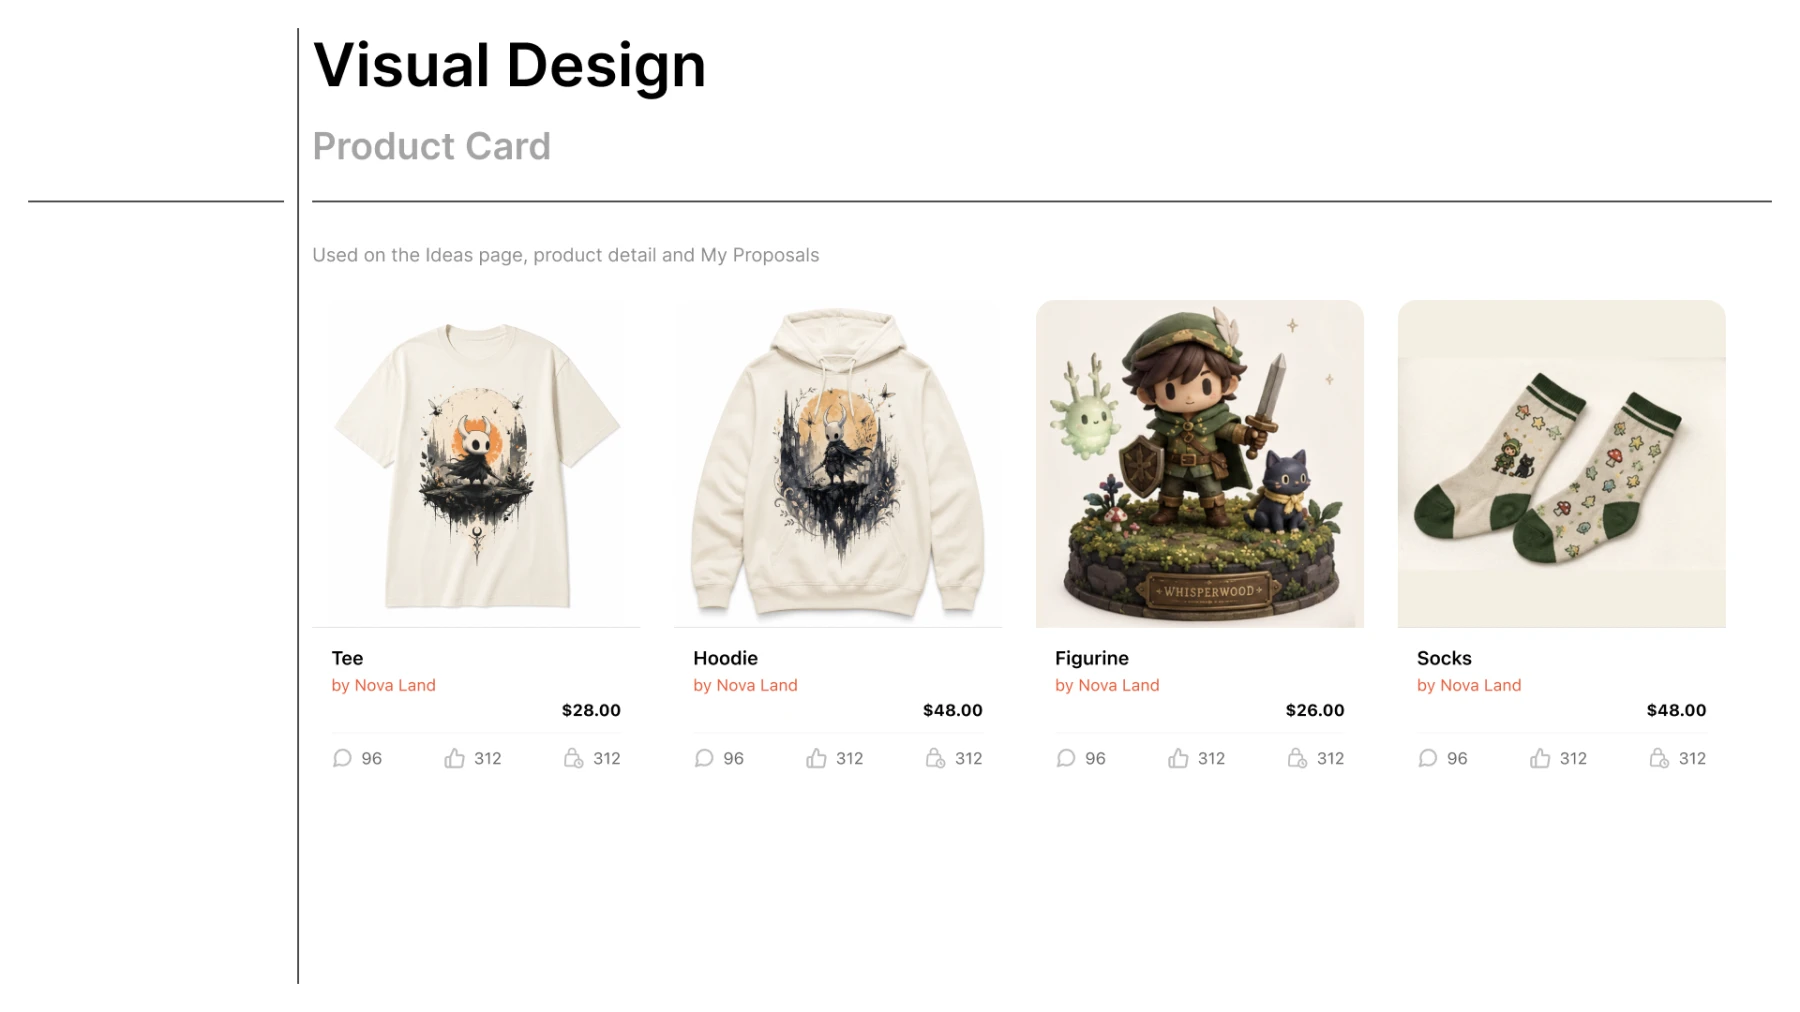 Visual Design
Product Card
Used on the Ideas page, product detail and My Proposals
WHISPERWOOD
Tee
by Nova Land
$28.00
96 312 312
Hoodie
by Nova Land
$48.00
96 312 312
Figurine
by Nova Land
$26.00
96 312 312
Socks
by Nova Land
$48.00
96 312 312